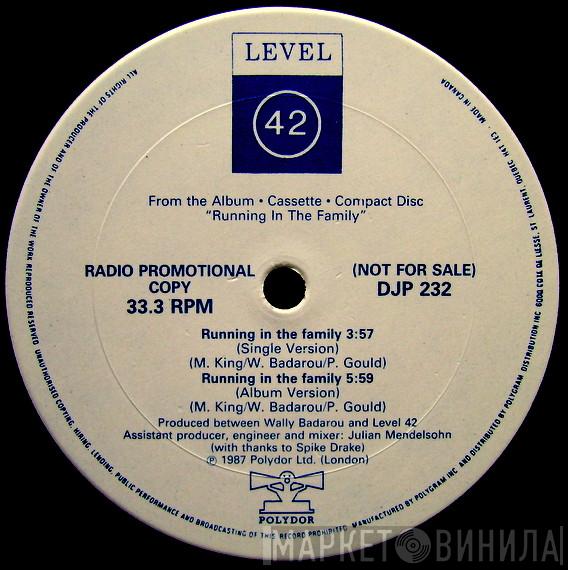 LEVEL
42
From the Album • Cassette • Compact Disc
"Running In The Family"
RADIO PROMOTIONAL
COPY
33.3 RPM
(NOT FOR SALE)
DJP 232
Running in the family 3:57
(Single Version)
(M. King/W. Badarou/P. Gould)
Running in the family 5:59
(Album Version)
(M. King/W. Badarou/P. Gould)
Produced between Wally Badarou and Level 42
Assistant producer, engineer and mixer: Julian Mendelsohn
(with thanks to Spike Drake)
℗ 1987 Polydor Ltd. (London)
POLYDOR
ALL RIGHTS OF THE PRODUCER AND OF THE OWNER OF THE WORK REPRODUCED RESERVED. UNAUTHORISED COPYING, HIRING, LENDING, PUBLIC PERFORMANCE AND BROADCASTING OF THIS RECORD PROHIBITED. MANUFACTURED BY POLYGRAM INC. AND DISTRIBUTED BY POLYGRAM DISTRIBUTION INC 6000 COTE DE LIESSE, ST LAURENT, QUEBEC H4T 1E3 · MADE IN CANADA
МАРКЕТ ВИНИЛА